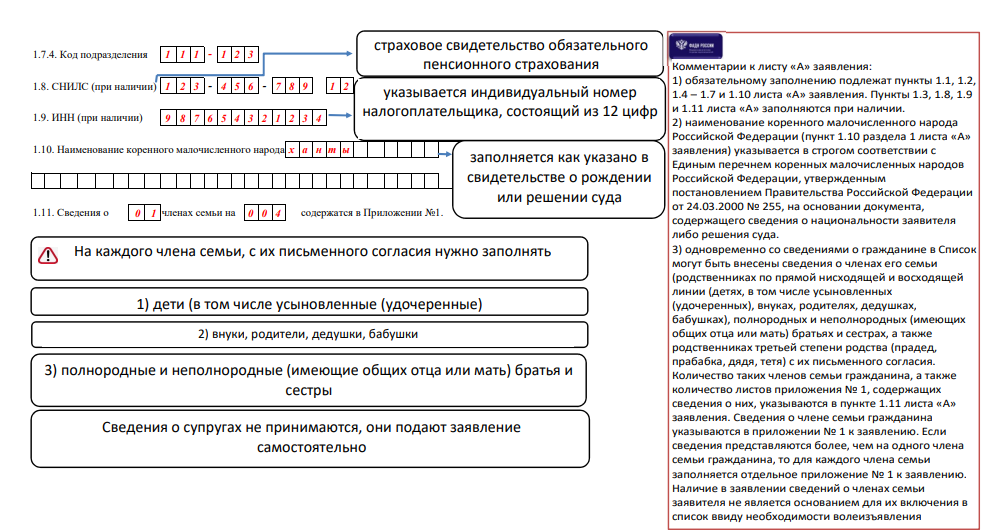 1.7.4. Код подразделения 1 1 1 - 1 2 3
страховое свидетельство обязательного
пенсионного страхования
1.8. СНИЛС (при наличии) 1 2 3 - 4 5 6 - 7 8 9 1 2
указывается индивидуальный номер
налогоплательщика, состоящий из 12 цифр
1.9. ИНН (при наличии) 9 8 7 6 5 4 3 2 1 2 3 4
1.10. Наименование коренного малочисленного народа х а н т ы
заполняется как указано в
свидетельстве о рождении
или решении суда
1.11. Сведения о 0 1 членах семьи на 0 0 4 содержатся в Приложении №1.
На каждого члена семьи, с их письменного согласия нужно заполнять
1) дети (в том числе усыновленные (удочеренные)
2) внуки, родители, дедушки, бабушки
3) полнородные и неполнородные (имеющие общих отца или мать) братья и
сестры
Сведения о супругах не принимаются, они подают заявление
самостоятельно
ФАДН РОССИИ
Комментарии к листу «А» заявления:
1) обязательному заполнению подлежат пункты 1.1, 1.2,
1.4 – 1.7 и 1.10 листа «А» заявления. Пункты 1.3, 1.8, 1.9
и 1.11 листа «А» заполняются при наличии.
2) наименование коренного малочисленного народа
Российской Федерации (пункт 1.10 раздела 1 листа «А»
заявления) указывается в строгом соответствии с
Единым перечнем коренных малочисленных народов
Российской Федерации, утвержденным
постановлением Правительства Российской Федерации
от 24.03.2000 № 255, на основании документа,
содержащего сведения о национальности заявителя
либо решения суда.
3) одновременно со сведениями о гражданине в Список
могут быть внесены сведения о членах его семьи
(родственниках по прямой нисходящей и восходящей
линии (детях, в том числе усыновленных
(удочеренных), внуках, родителях, дедушках,
бабушках), полнородных и неполнородных (имеющих
общих отца или мать) братьях и сестрах, а также
родственниках третьей степени родства (прадед,
прабабка, дядя, тетя) с их письменного согласия.
Количество таких членов семьи гражданина, а также
количество листов приложения № 1, содержащих
сведения о них, указываются в пункте 1.11 листа «А»
заявления. Сведения о члене семьи гражданина
указываются в приложении № 1 к заявлению. Если
сведения представляются более, чем на одного члена
семьи гражданина, то для каждого члена семьи
заполняется отдельное приложение № 1 к заявлению.
Наличие в заявлении сведений о членах семьи
заявителя не является основанием для их включения в
список ввиду необходимости волеизъявления